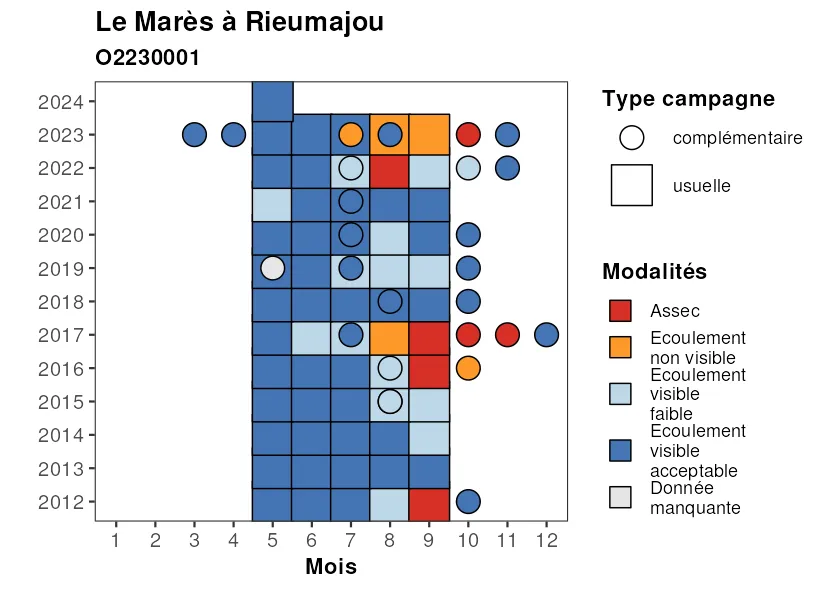 Le Marès à Rieumajou
O2230001
2024
2023
2022
2021
2020
2019
2018
2017
2016
2015
2014
2013
2012
1 2 3 4 5 6 7 8 9 10 11 12
Mois
Type campagne
complémentaire
usuelle
Modalités
Assec
Ecoulement
non visible
Ecoulement
visible
faible
Ecoulement
visible
acceptable
Donnée
manquante